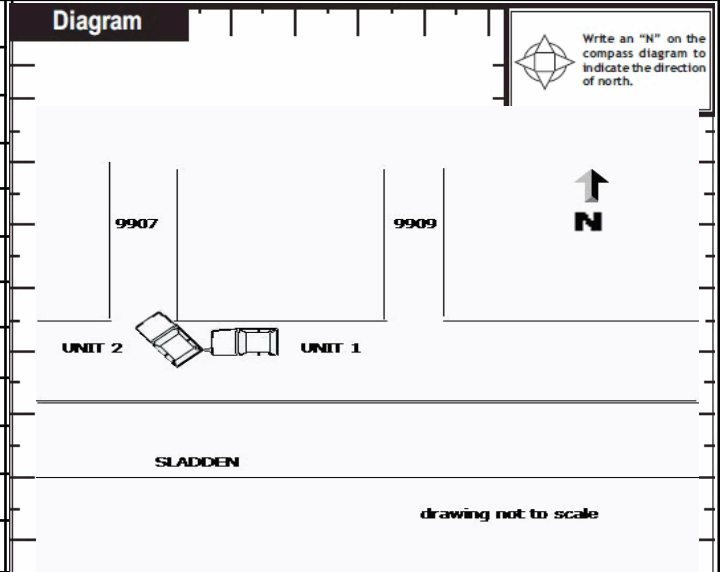 Diagram
Write an “N” on the
compass diagram to
indicate the direction
of north.
9907
9909
N
UNIT 2
UNIT 1
SLADDEN
drawing not to scale